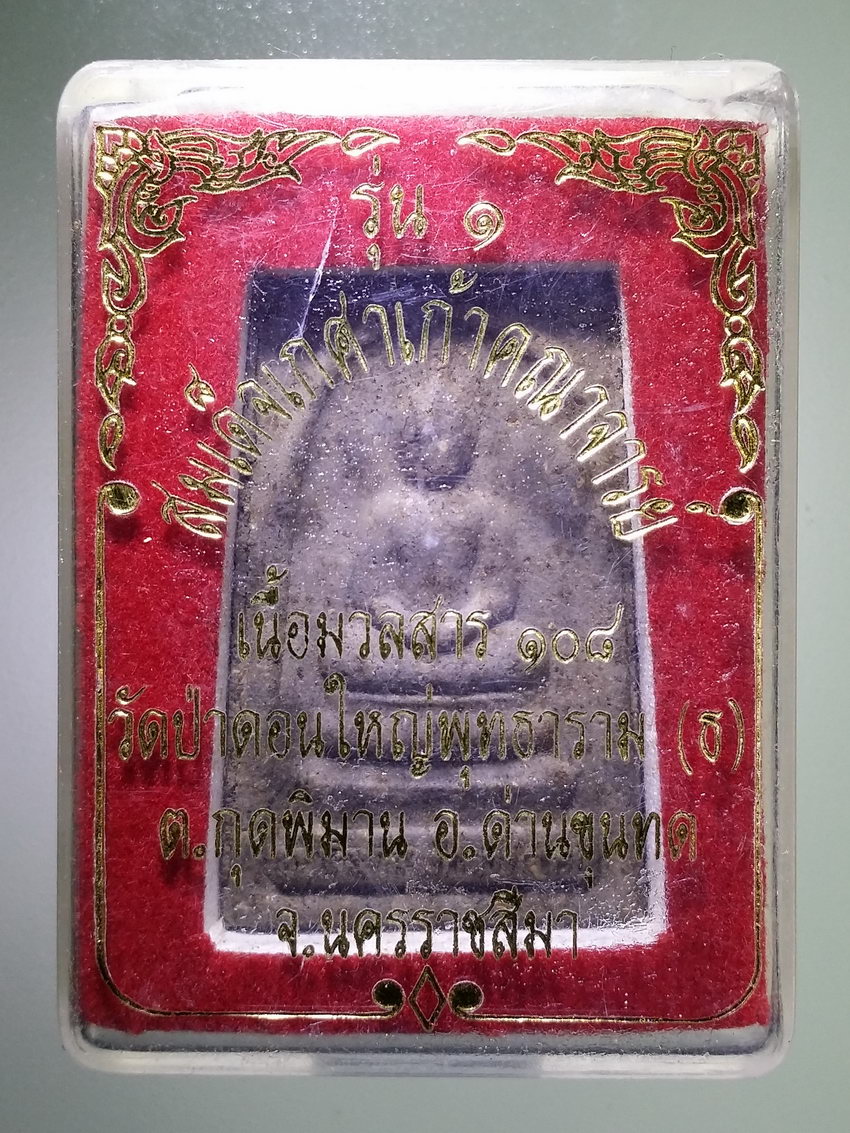 รุ่น ๑
สมเด็จเกศาเก้าคณาจารย์
เนื้อมวลสาร ๑๐๘
วัดป่าดอนใหญ่พุทธาราม (ธ)
ต.กุดพิมาน อ.ด่านขุนทด
จ.นครราชสีมา